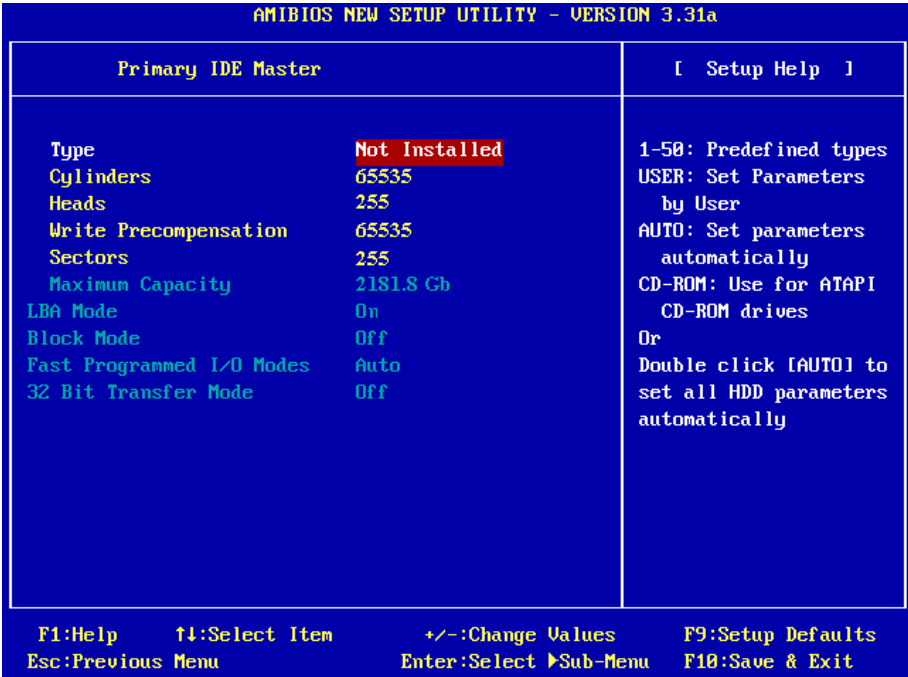 AMIBIOS NEW SETUP UTILITY - VERSION 3.31a
Primary IDE Master
[ Setup Help ]
Type Not Installed
Cylinders 65535
Heads 255
Write Precompensation 65535
Sectors 255
Maximum Capacity 2181.8 Gb
LBA Mode On
Block Mode Off
Fast Programmed I/O Modes Auto
32 Bit Transfer Mode Off
1-50: Predefined types
USER: Set Parameters
by User
AUTO: Set parameters
automatically
CD-ROM: Use for ATAPI
CD-ROM drives
Or
Double click [AUTO] to
set all HDD parameters
automatically
F1:Help ↑↓:Select Item +/-:Change Values F9:Setup Defaults
Esc:Previous Menu Enter:Select ▶Sub-Menu F10:Save & Exit